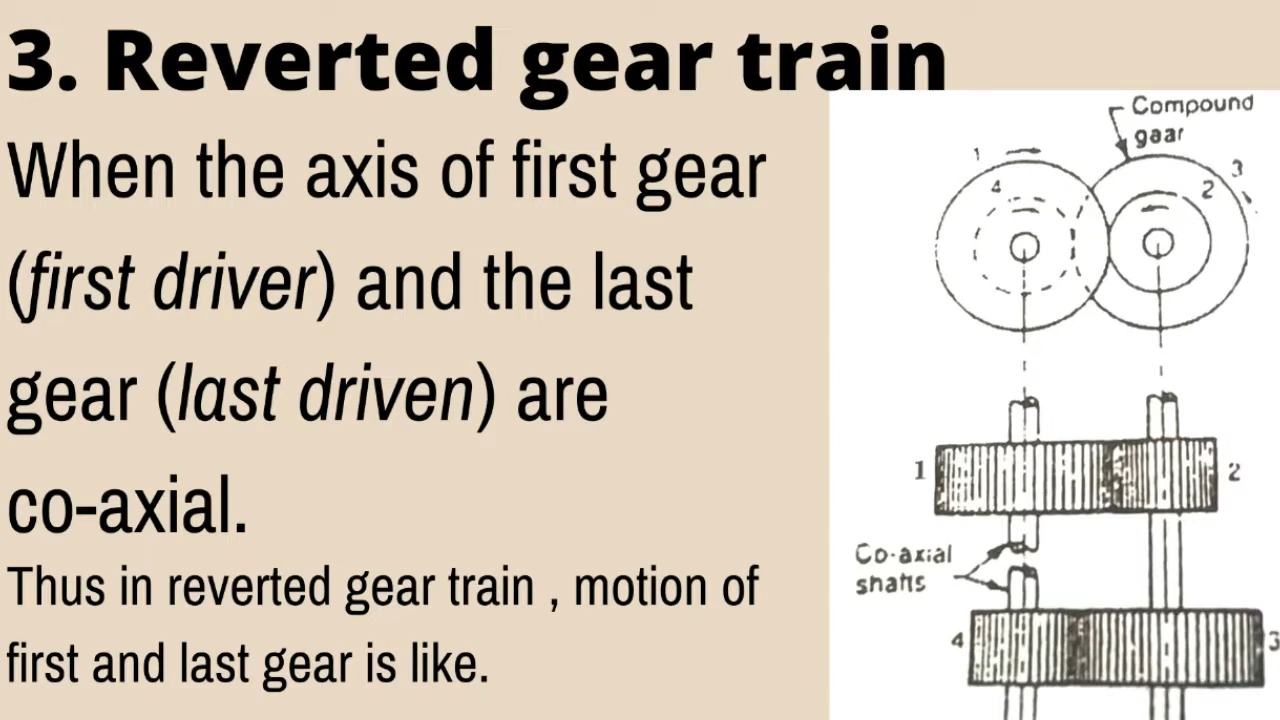 3. Reverted gear train
When the axis of first gear
(first driver) and the last
gear (last driven) are
co-axial.
Thus in reverted gear train , motion of
first and last gear is like.
Compound
gear
1
3
4
2
1
2
Co-axial
shafts
4
3